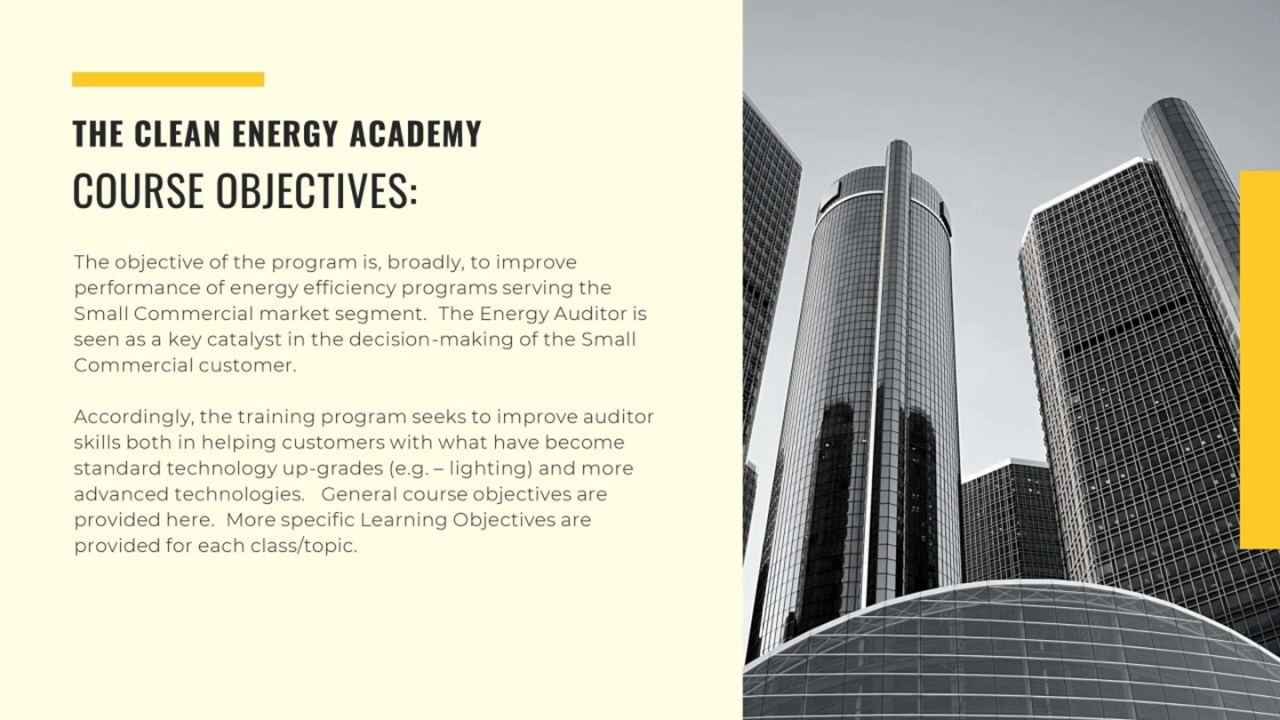 THE CLEAN ENERGY ACADEMY
COURSE OBJECTIVES:
The objective of the program is, broadly, to improve
performance of energy efficiency programs serving the
Small Commercial market segment.  The Energy Auditor is
seen as a key catalyst in the decision-making of the Small
Commercial customer.
Accordingly, the training program seeks to improve auditor
skills both in helping customers with what have become
standard technology up-grades (e.g. – lighting) and more
advanced technologies.   General course objectives are
provided here.  More specific Learning Objectives are
provided for each class/topic.